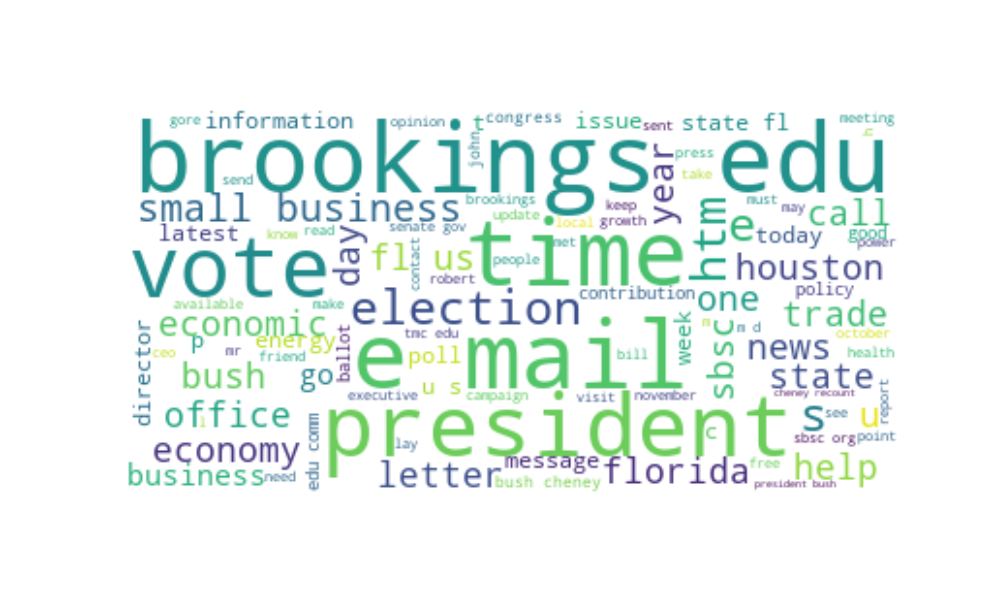 gore information opinion t congress issue sent state fl meeting
brookings edu
john press take c
send year
small business brookings update keep local growth htm must may call
latest know read senate gov e today good power
vote day fl us time met people houston
contact robert contribution one policy
available make election trade
economic p energy ballot tmc edu week sbsc m m d october
director ceo mr friend e mail poll bill news health
bush go u s state
executive campaign visit november cheney recount report
office l president c s see u
edu comm lay sbsc org point
economy message
business need letter bush cheney florida free help
president bush